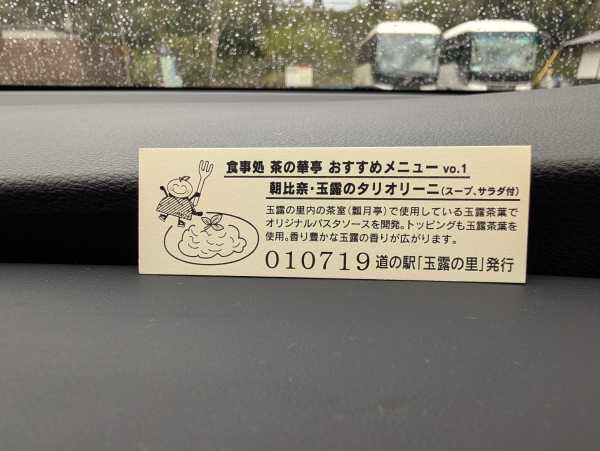 食事処 茶の華亭 おすすめメニュー vo.1
朝比奈・玉露のタリオリーニ(スープ、サラダ付)
玉露の里内の茶室(瓢月亭)で使用している玉露茶葉で
オリジナルパスタソースを開発。トッピングも玉露茶葉を
使用。香り豊かな玉露の香りが広がります。
010719 道の駅「玉露の里」発行